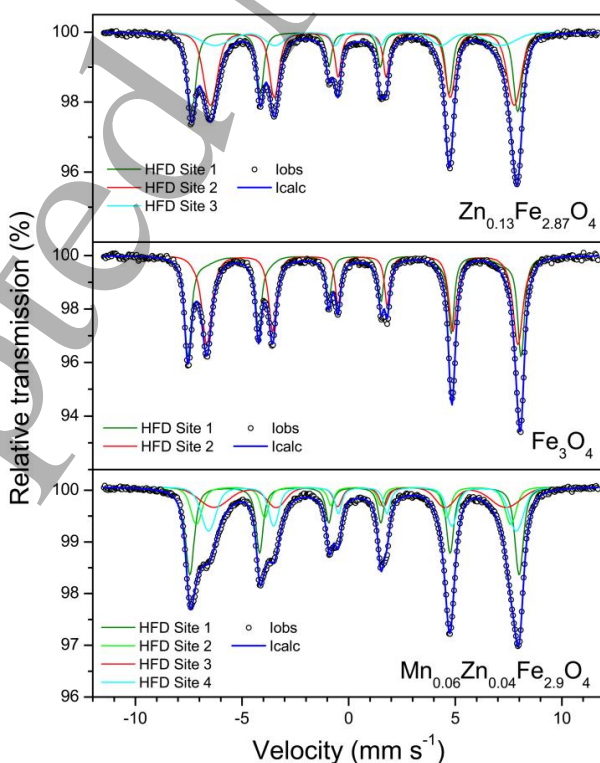 100
98
96
HFD Site 1
Iobs
HFD Site 2
Icalc
HFD Site 3
Zn0.13Fe2.87O4
100
98
96
94
HFD Site 1
Iobs
HFD Site 2
Icalc
Fe3O4
Relative transmission (%)
100
99
98
97
96
HFD Site 1
Iobs
HFD Site 2
Icalc
HFD Site 3
HFD Site 4
Mn0.06Zn0.04Fe2.9O4
-10 -5 0 5 10
Velocity (mm s-1)